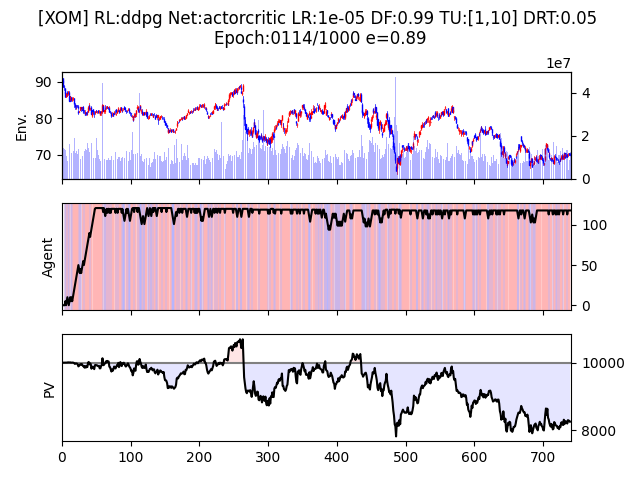 [XOM] RL:ddpg Net:actorcritic LR:1e-05 DF:0.99 TU:[1,10] DRT:0.05
Epoch:0114/1000 e=0.89
1e7
90
80
70
Env.
4
2
0
Agent
100
50
0
PV
10000
8000
0 100 200 300 400 500 600 700